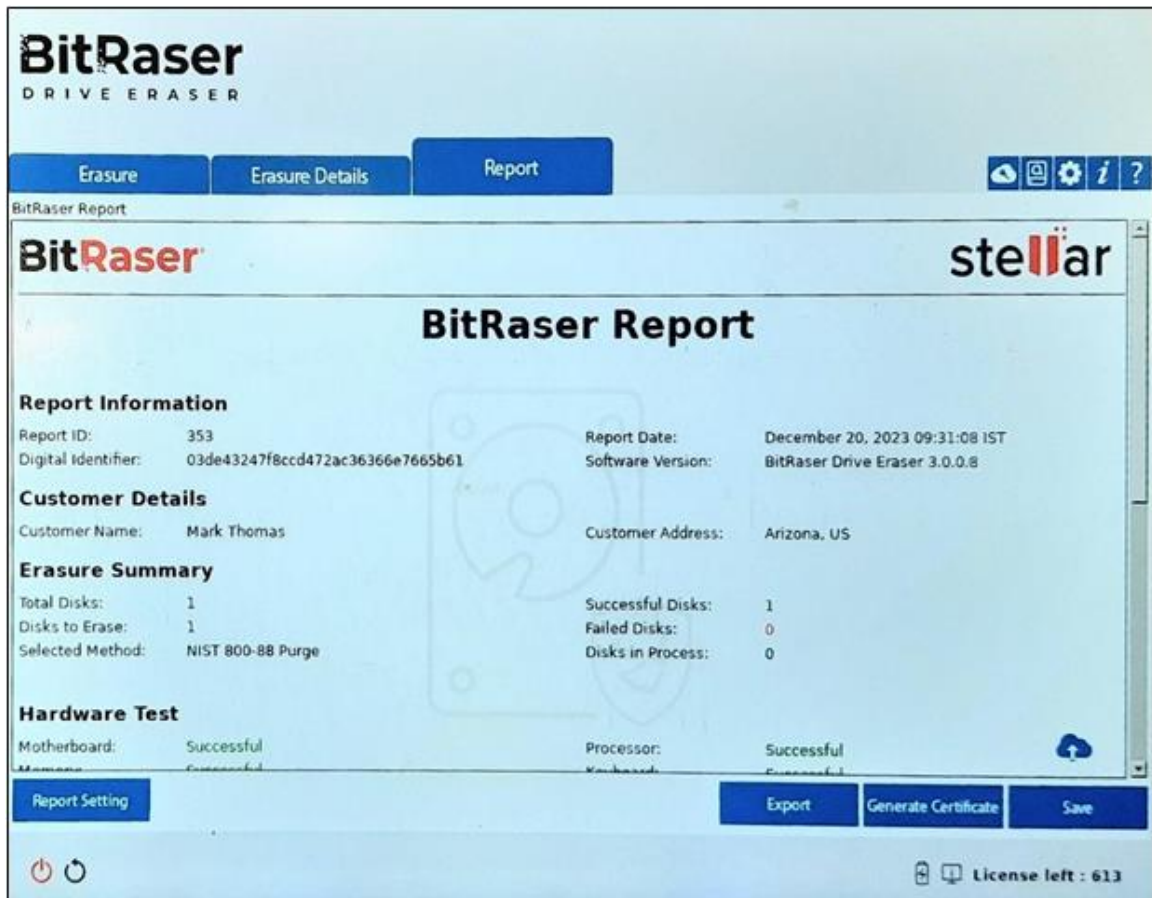 BitRaser
DRIVE ERASER
Erasure Erasure Details Report
i ?
BitRaser Report
BitRaser stellar
BitRaser Report
Report Information
Report ID: 353 Report Date: December 20, 2023 09:31:08 IST
Digital Identifier: 03de43247f8ccd472ac36366e7665b61 Software Version: BitRaser Drive Eraser 3.0.0.8
Customer Details
Customer Name: Mark Thomas Customer Address: Arizona, US
Erasure Summary
Total Disks: 1 Successful Disks: 1
Disks to Erase: 1 Failed Disks: 0
Selected Method: NIST 800-88 Purge Disks in Process: 0
Hardware Test
Motherboard: Successful Processor: Successful
Report Setting Export Generate Certificate Save
License left : 613